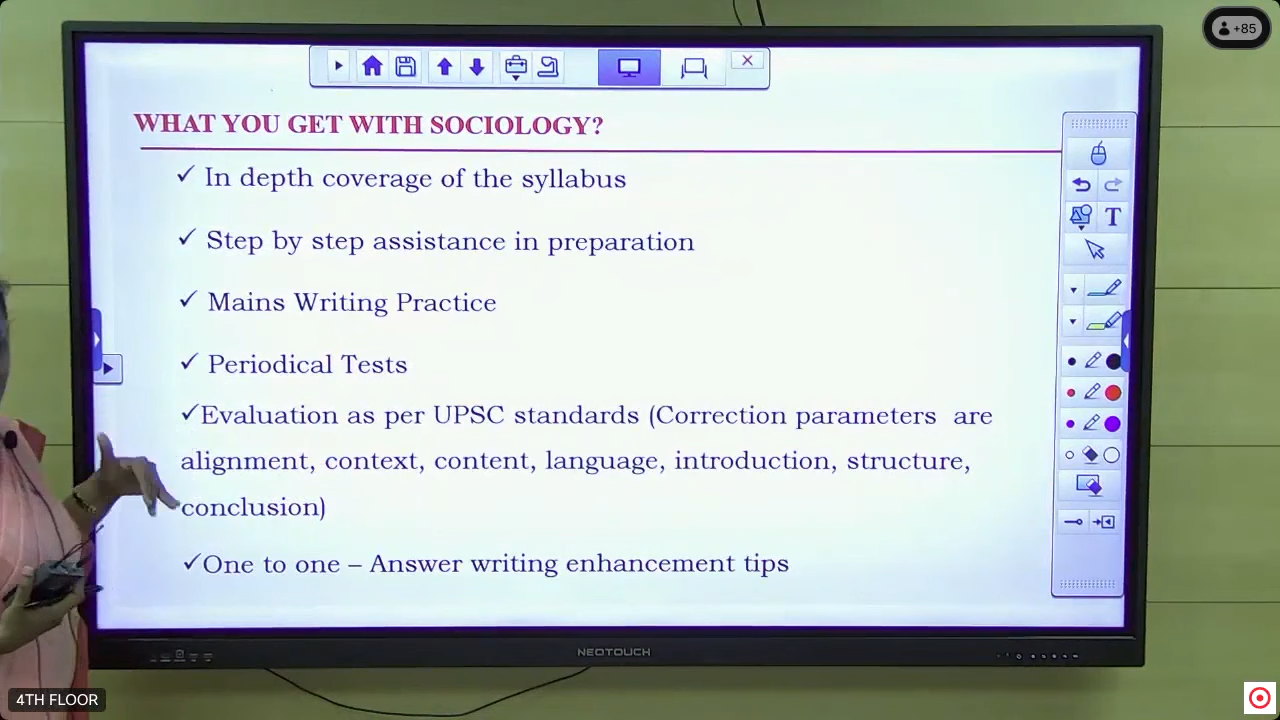 +85
WHAT YOU GET WITH SOCIOLOGY?
✓ In depth coverage of the syllabus
✓ Step by step assistance in preparation
T
✓ Mains Writing Practice
✓ Periodical Tests
✓Evaluation as per UPSC standards (Correction parameters are
alignment, context, content, language, introduction, structure,
conclusion)
✓One to one – Answer writing enhancement tips
NEOTOUCH
4TH FLOOR